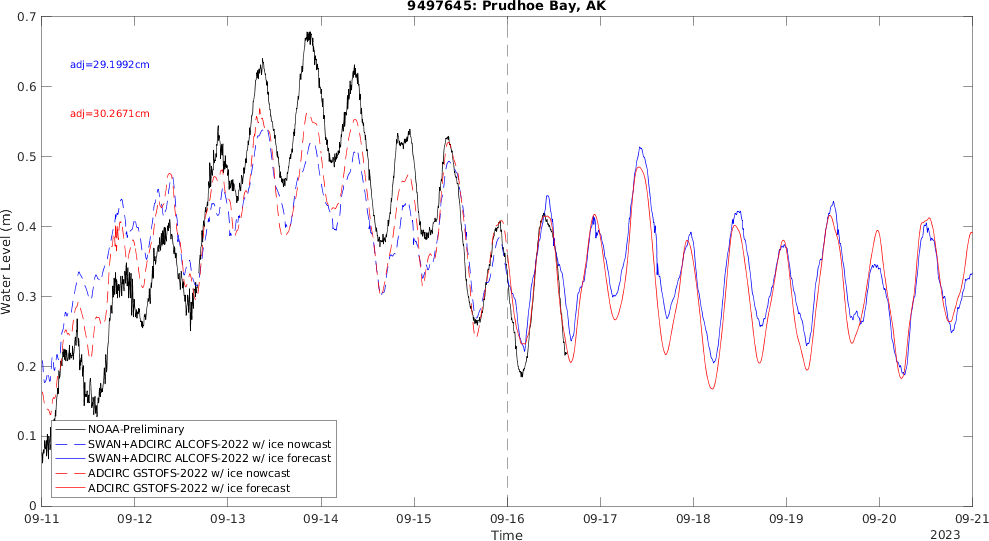 9497645: Prudhoe Bay, AK
0.7
adj=29.1992cm
0.6
adj=30.2671cm
0.5
0.4
Water Level (m)
0.3
0.2
0.1
0
NOAA-Preliminary
SWAN+ADCIRC ALCOFS-2022 w/ ice nowcast
SWAN+ADCIRC ALCOFS-2022 w/ ice forecast
ADCIRC GSTOFS-2022 w/ ice nowcast
ADCIRC GSTOFS-2022 w/ ice forecast
09-11 09-12 09-13 09-14 09-15 09-16 09-17 09-18 09-19 09-20 09-21
Time
2023